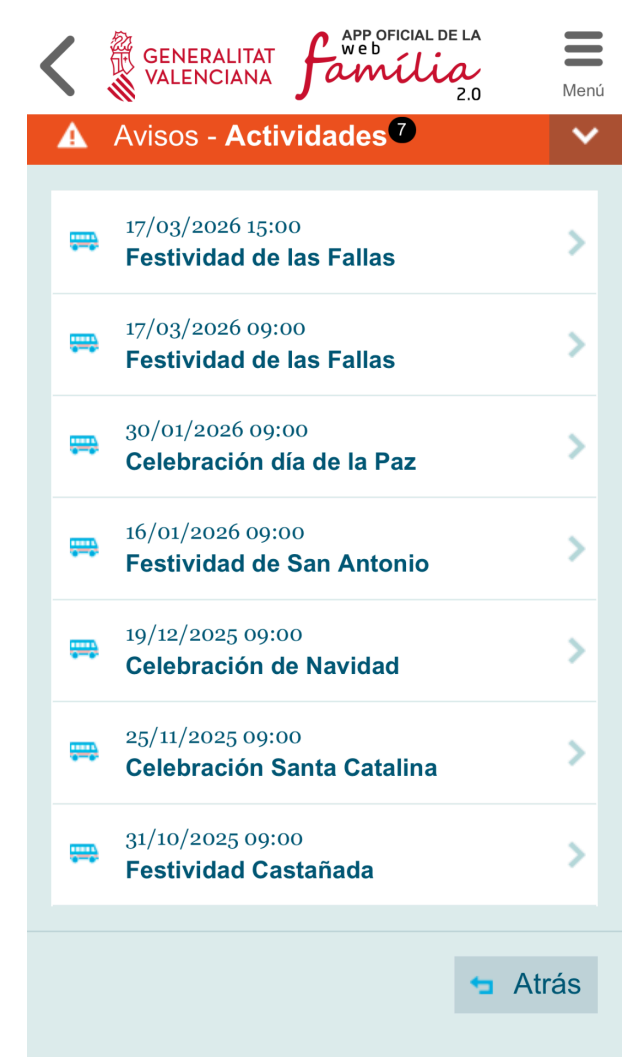 GENERALITAT
VALENCIANA
APP OFICIAL DE LA
web
família
2.0
Menú
Avisos - Actividades 7
17/03/2026 15:00
Festividad de las Fallas
17/03/2026 09:00
Festividad de las Fallas
30/01/2026 09:00
Celebración día de la Paz
16/01/2026 09:00
Festividad de San Antonio
19/12/2025 09:00
Celebración de Navidad
25/11/2025 09:00
Celebración Santa Catalina
31/10/2025 09:00
Festividad Castañada
Atrás